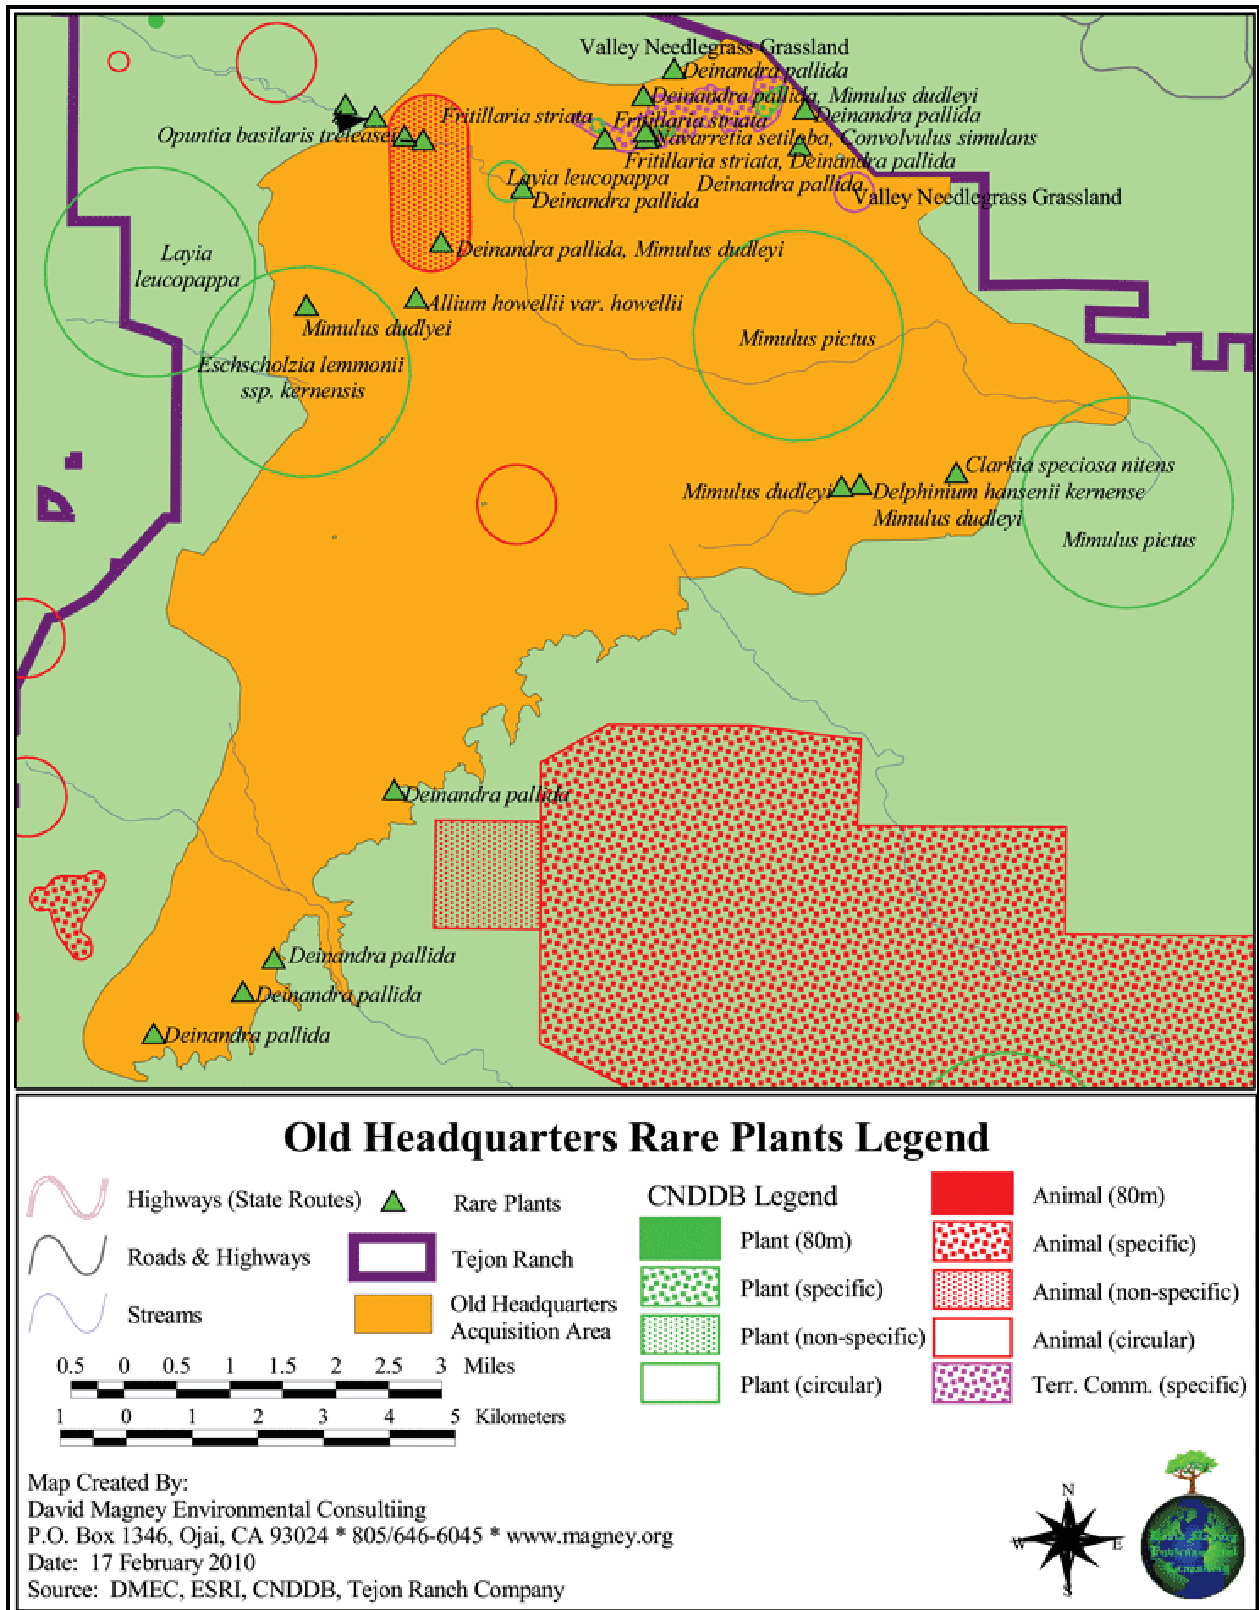 Valley Needlegrass Grassland
Deinandra pallida
Deinandra pallida, Mimulus dudleyi
Fritillaria striata
Fritillaria striata
Deinandra pallida
Opuntia basilaris treleasei
Navarretia setiloba, Convolvulus simulans
Fritillaria striata, Deinandra pallida
Layia leucopappa
Deinandra pallida
Deinandra pallida
Valley Needlegrass Grassland
Layia
leucopappa
Deinandra pallida, Mimulus dudleyi
Allium howellii var. howellii
Mimulus dudlyei
Mimulus pictus
Eschscholzia lemmonii
ssp. kernensis
Clarkia speciosa nitens
Mimulus dudleyi
Delphinium hansenii kernense
Mimulus dudleyi
Mimulus pictus
Deinandra pallida
Deinandra pallida
Deinandra pallida
Deinandra pallida
Old Headquarters Rare Plants Legend
Highways (State Routes)
Roads & Highways
Streams
Rare Plants
Tejon Ranch
Old Headquarters
Acquisition Area
CNDDB Legend
Plant (80m)
Plant (specific)
Plant (non-specific)
Plant (circular)
Animal (80m)
Animal (specific)
Animal (non-specific)
Animal (circular)
Terr. Comm. (specific)
0.5 0 0.5 1 1.5 2 2.5 3 Miles
1 0 1 2 3 4 5 Kilometers
Map Created By:
David Magney Environmental Consultiing
P.O. Box 1346, Ojai, CA 93024 * 805/646-6045 * www.magney.org
Date: 17 February 2010
Source: DMEC, ESRI, CNDDB, Tejon Ranch Company
N
W E
S